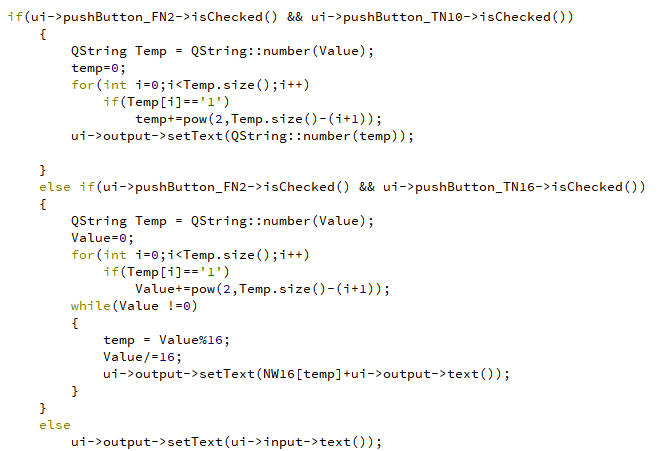 if(ui->pushButton_FN2->isChecked() && ui->pushButton_TN10->isChecked())
    {
        QString Temp = QString::number(Value);
        temp=0;
        for(int i=0;i<Temp.size();i++)
            if(Temp[i]=='1')
                temp+=pow(2,Temp.size()-(i+1));
        ui->output->setText(QString::number(temp));

    }
    else if(ui->pushButton_FN2->isChecked() && ui->pushButton_TN16->isChecked())
    {
        QString Temp = QString::number(Value);
        Value=0;
        for(int i=0;i<Temp.size();i++)
            if(Temp[i]=='1')
                Value+=pow(2,Temp.size()-(i+1));
        while(Value !=0)
        {
            temp = Value%16;
            Value/=16;
            ui->output->setText(NW16[temp]+ui->output->text());
        }
    }
    else
        ui->output->setText(ui->input->text());